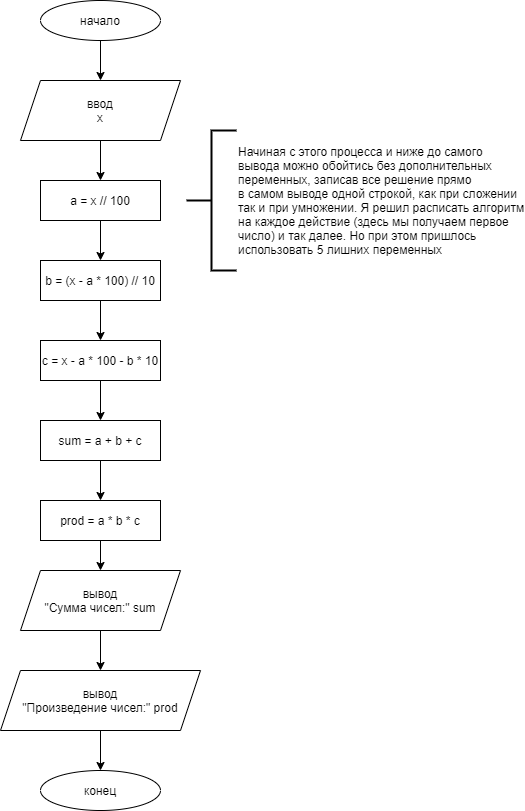 начало
ввод
x
a = x // 100
Начиная с этого процесса и ниже до самого
вывода можно обойтись без дополнительных
переменных, записав все решение прямо
в самом выводе одной строкой, как при сложении
так и при умножении. Я решил расписать алгоритм
на каждое действие (здесь мы получаем первое
число) и так далее. Но при этом пришлось
использовать 5 лишних переменных
b = (x - a * 100) // 10
c = x - a * 100 - b * 10
sum = a + b + c
prod = a * b * c
вывод
"Сумма чисел:" sum
вывод
"Произведение чисел:" prod
конец